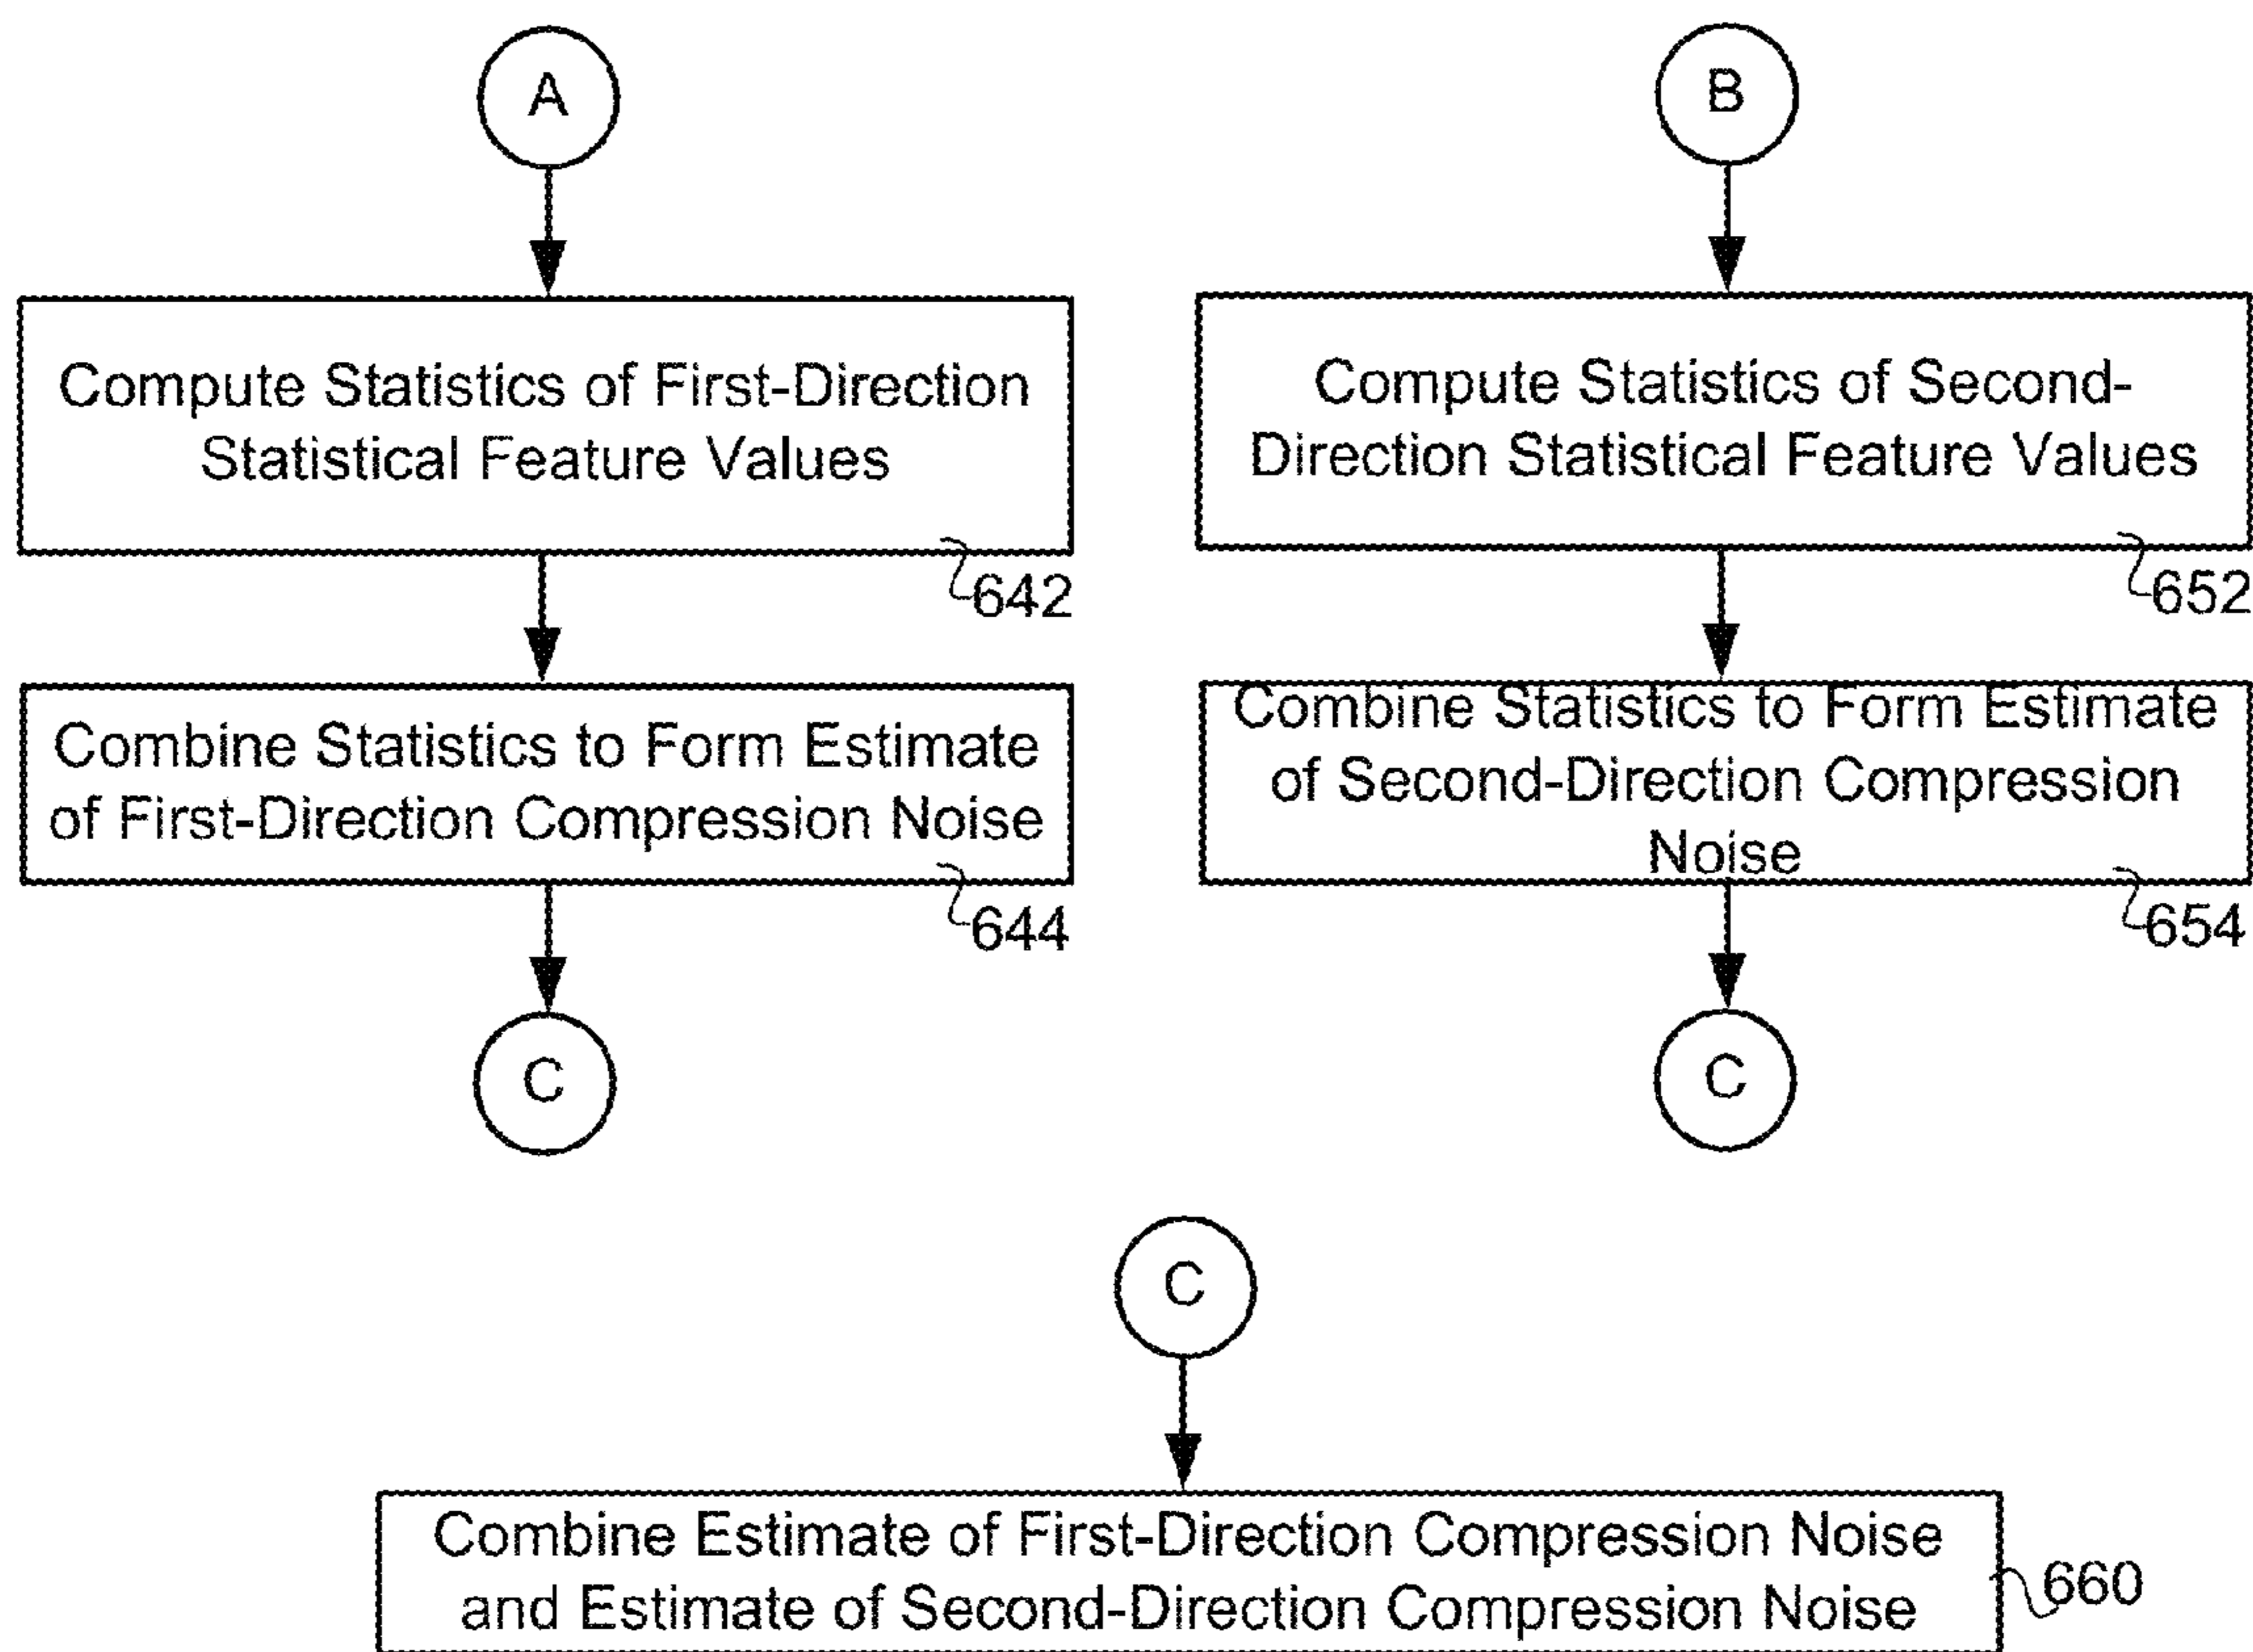 A
Compute Statistics of First-Direction
Statistical Feature Values
642
Combine Statistics to Form Estimate
of First-Direction Compression Noise
644
C
B
Compute Statistics of Second-
Direction Statistical Feature Values
652
Combine Statistics to Form Estimate
of Second-Direction Compression
Noise
654
C
C
Combine Estimate of First-Direction Compression Noise
and Estimate of Second-Direction Compression Noise
660